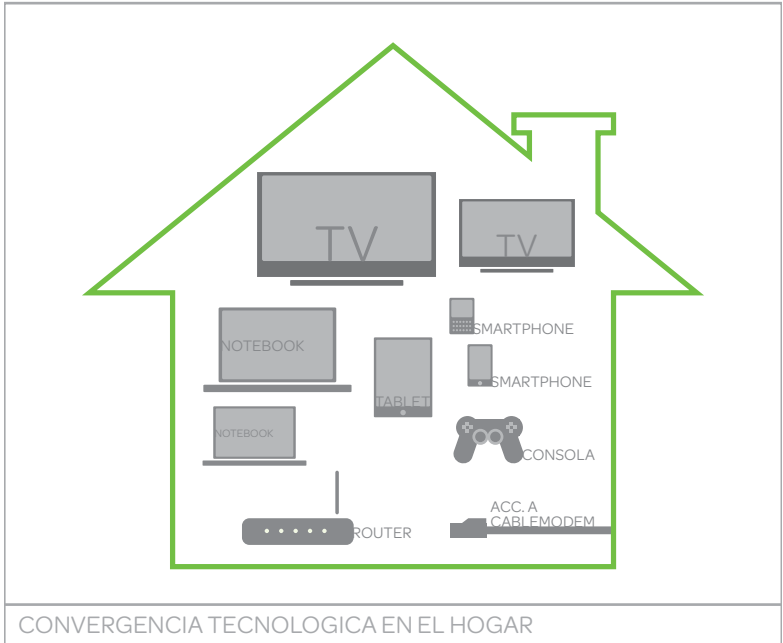 TV
TV
SMARTPHONE
NOTEBOOK
SMARTPHONE
TABLET
NOTEBOOK
CONSOLA
ACC. A
CABLEMODEM
ROUTER
CONVERGENCIA TECNOLOGICA EN EL HOGAR